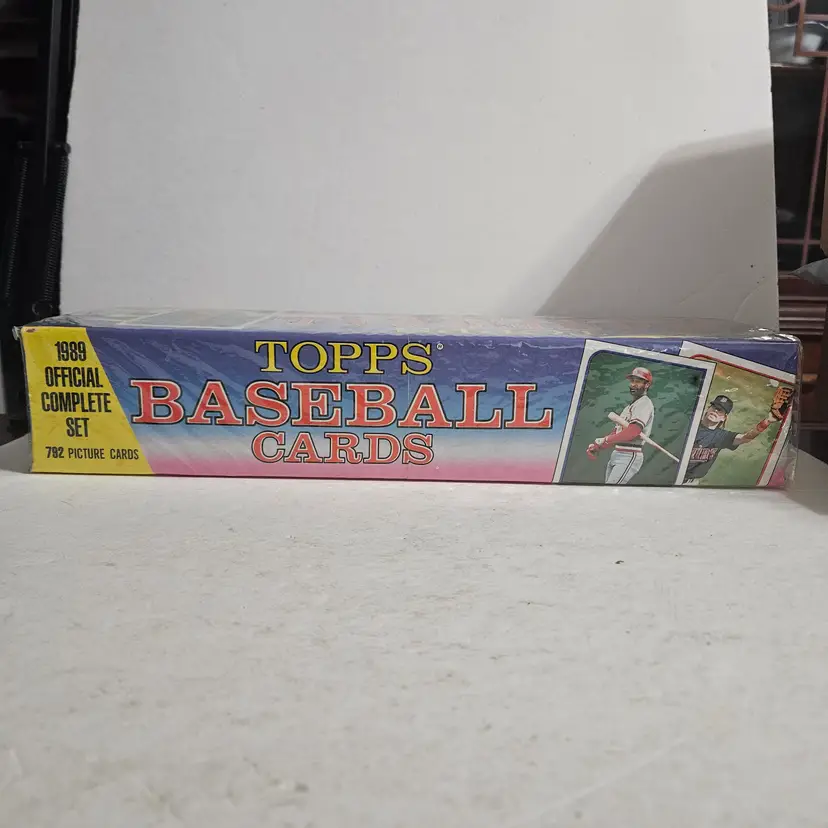 1989
OFFICIAL
COMPLETE
SET
792 PICTURE CARDS
TOPPS®
BASEBALL
CARDS